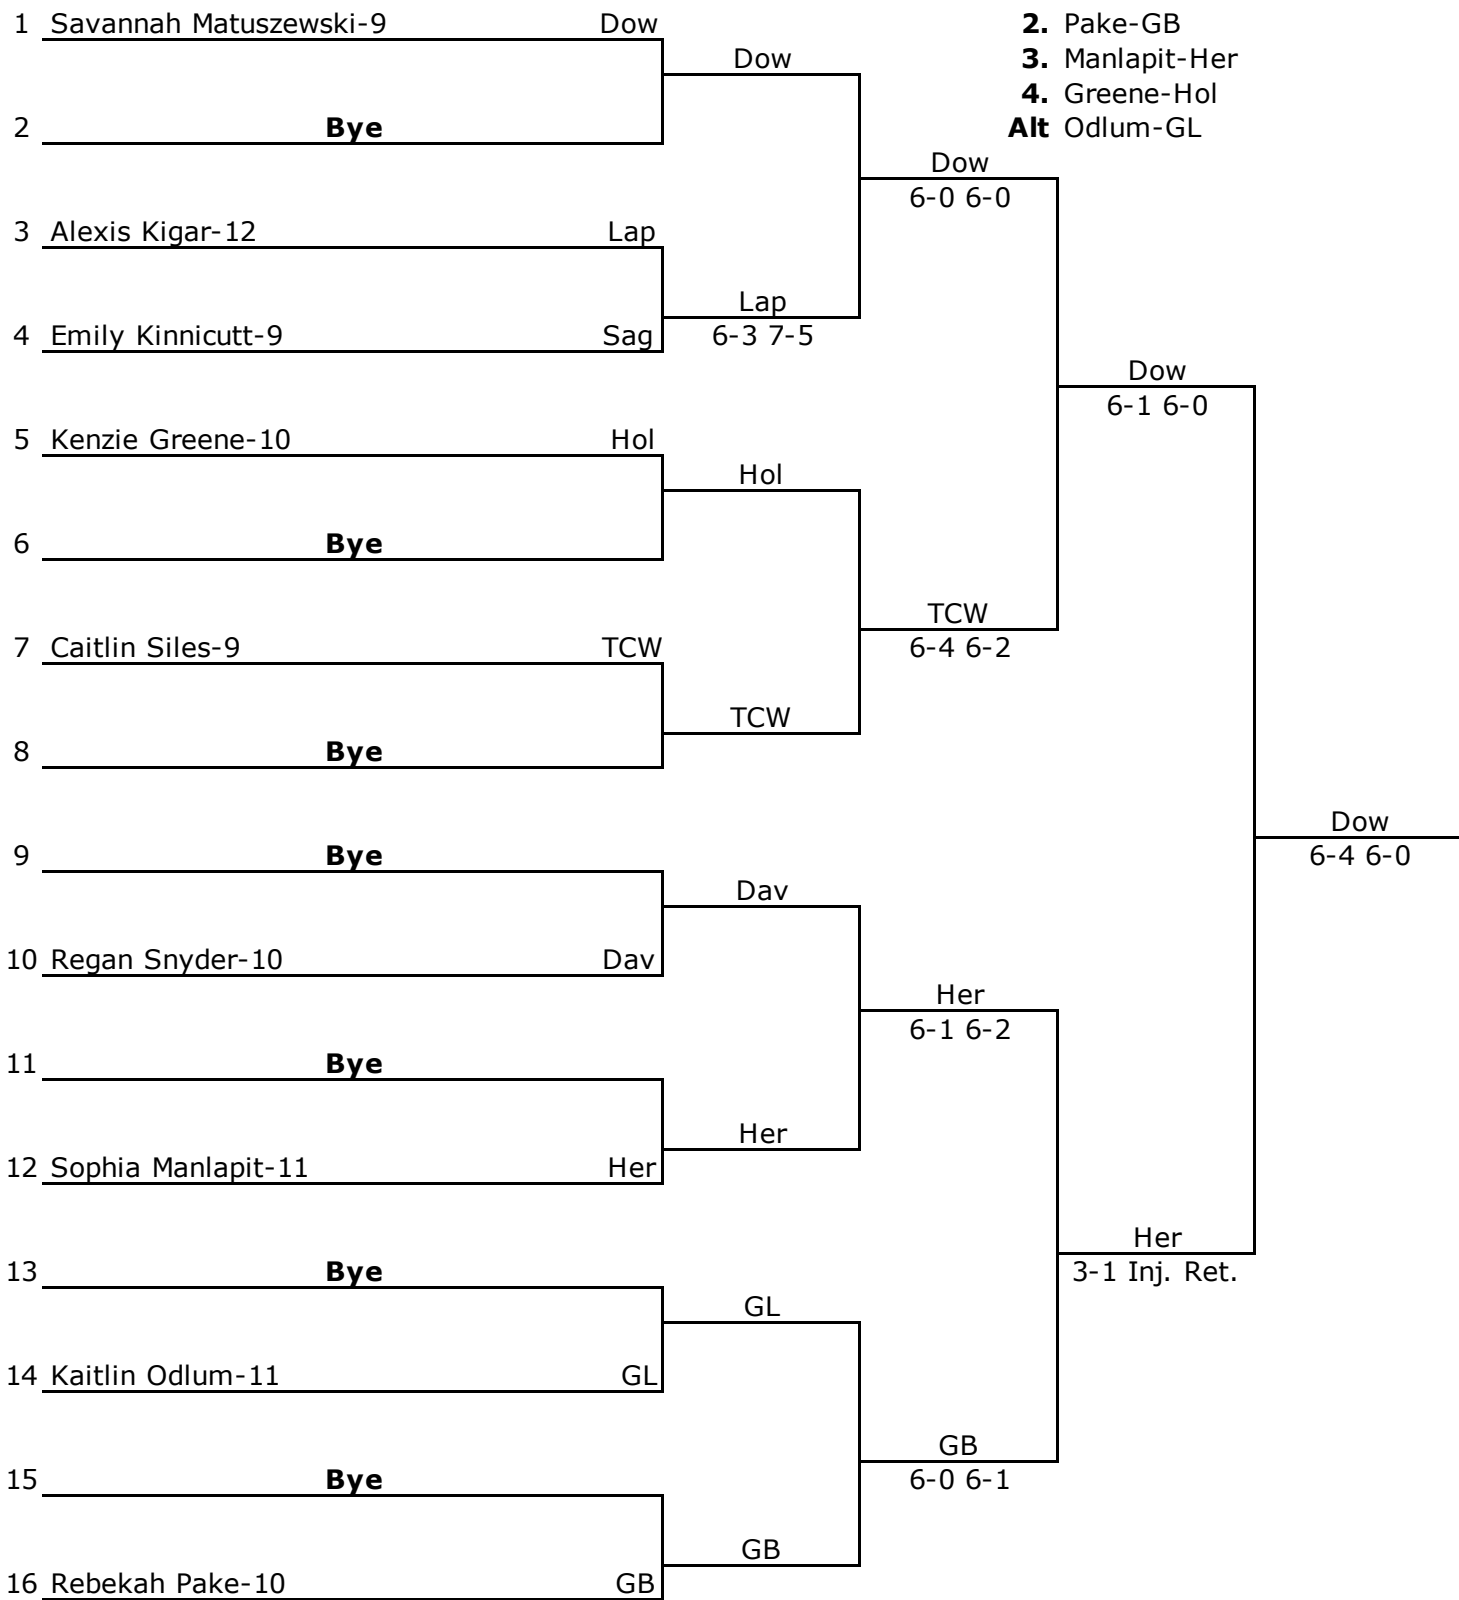 1 Savannah Matuszewski-9 Dow
2. Pake-GB
Dow
3. Manlapit-Her
4. Greene-Hol
2 Bye
Alt Odlum-GL
Dow
6-0 6-0
3 Alexis Kigar-12 Lap
Lap
4 Emily Kinnicutt-9 Sag
6-3 7-5
Dow
6-1 6-0
5 Kenzie Greene-10 Hol
Hol
6 Bye
TCW
6-4 6-2
7 Caitlin Siles-9 TCW
TCW
8 Bye
Dow
6-4 6-0
9 Bye
Dav
10 Regan Snyder-10 Dav
Her
6-1 6-2
11 Bye
Her
12 Sophia Manlapit-11 Her
Her
3-1 Inj. Ret.
13 Bye
GL
14 Kaitlin Odlum-11 GL
GB
6-0 6-1
15 Bye
GB
16 Rebekah Pake-10 GB